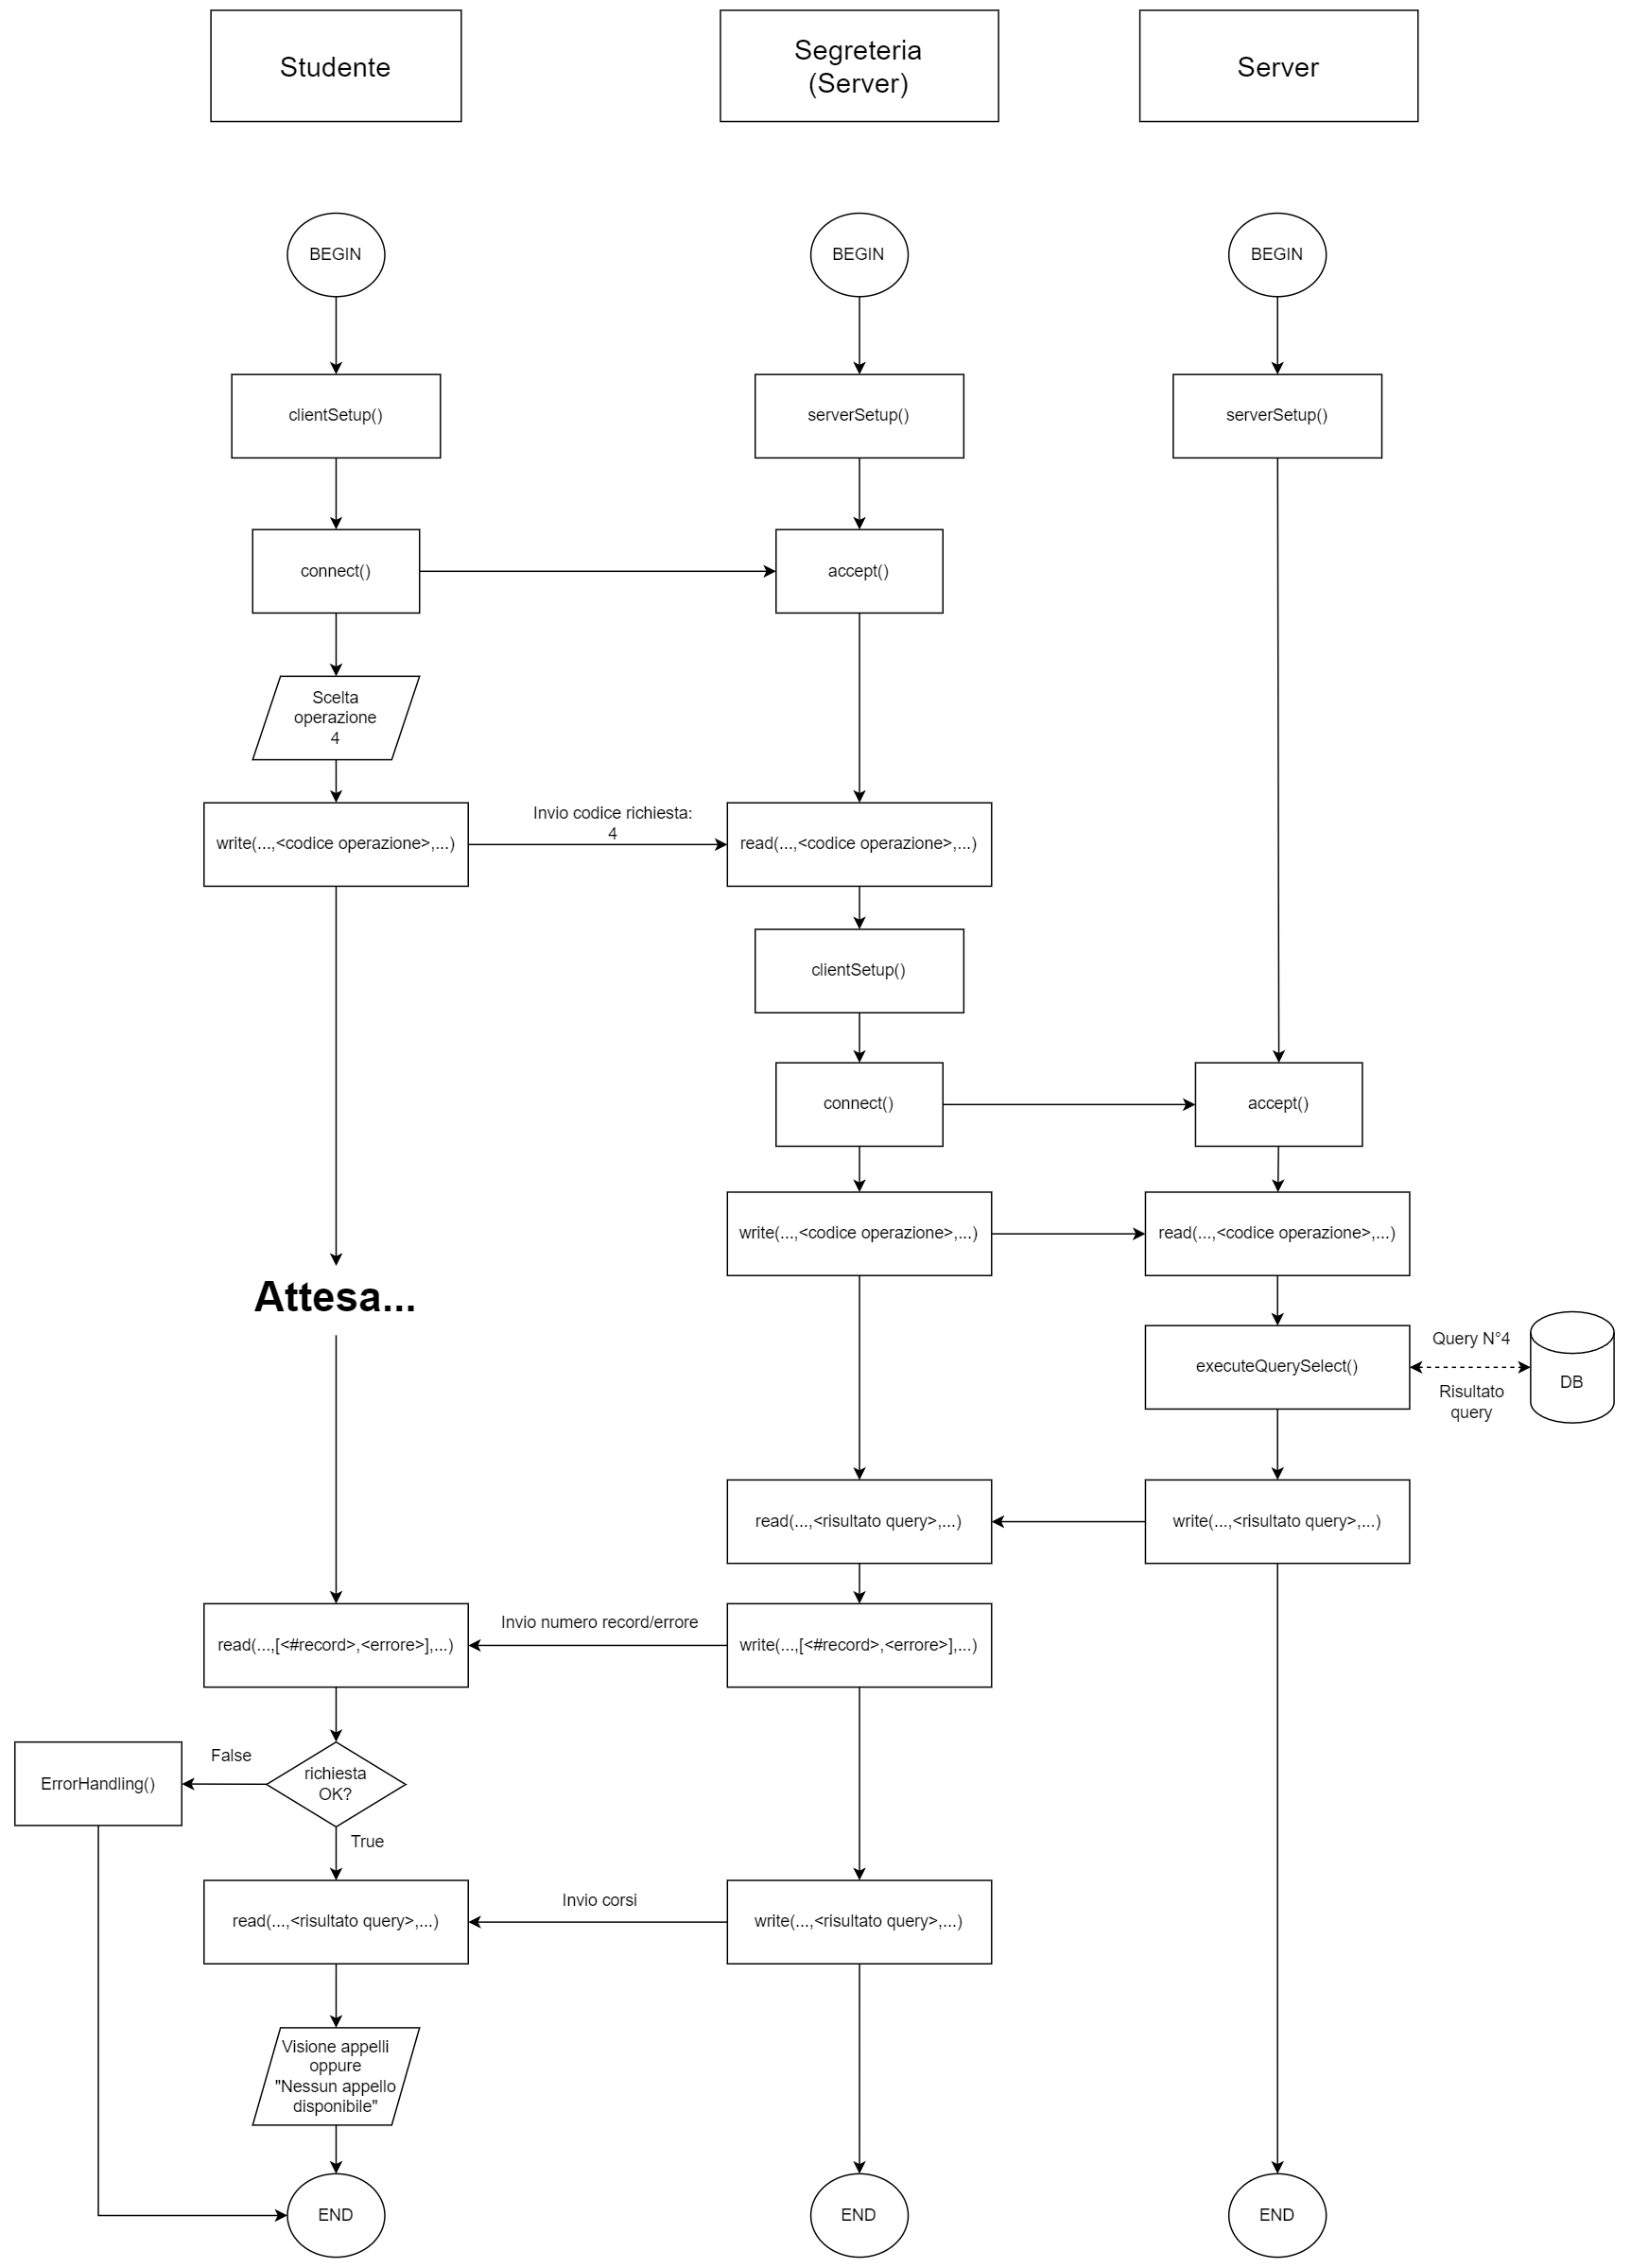 Studente
Segreteria
(Server)
Server
BEGIN
BEGIN
BEGIN
clientSetup()
serverSetup()
serverSetup()
connect()
accept()
Scelta
operazione
4
Invio codice richiesta:
4
write(...,<codice operazione>,...)
read(...,<codice operazione>,...)
clientSetup()
connect()
accept()
write(...,<codice operazione>,...)
read(...,<codice operazione>,...)
Attesa...
executeQuerySelect()
Query N°4
Risultato
query
DB
read(...,<risultato query>,...)
write(...,<risultato query>,...)
Invio numero record/errore
read(...,[<#record>,<errore>],...)
write(...,[<#record>,<errore>],...)
False
ErrorHandling()
richiesta
OK?
True
Invio corsi
read(...,<risultato query>,...)
write(...,<risultato query>,...)
Visione appelli
oppure
"Nessun appello
disponibile"
END
END
END